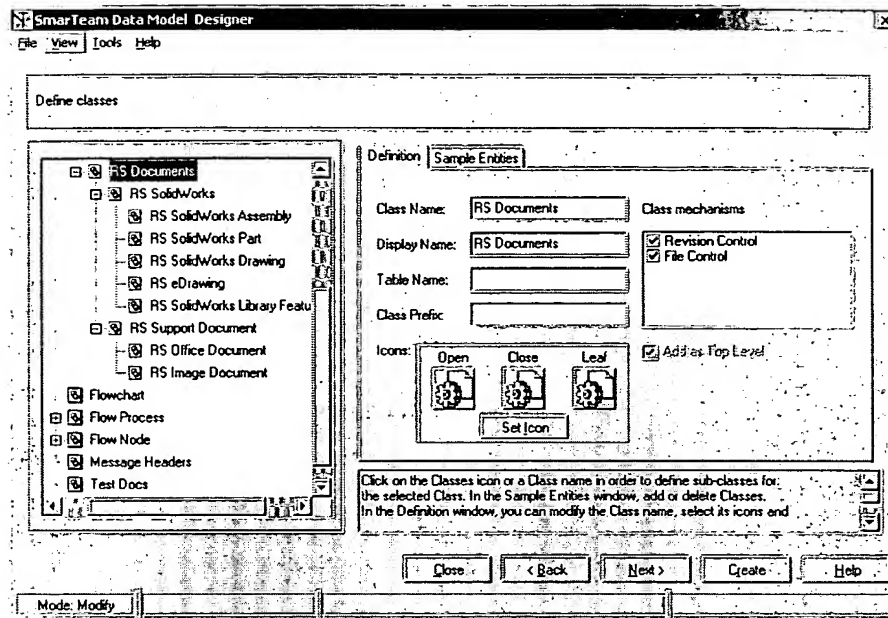 SmarTeam Data Model Designer
File View Tools Help
Define classes
RS Documents
RS SolidWorks
RS SolidWorks Assembly
RS SolidWorks Part
RS SolidWorks Drawing
RS eDrawing
RS SolidWorks Library Featu
RS Support Document
RS Office Document
RS Image Document
Flowchart
Flow Process
Flow Node
Message Headers
Test Docs
Definition Sample Entities
Class Name: RS Documents
Display Name: RS Documents
Table Name:
Class Prefix:
Class mechanisms
Revision Control
File Control
Icons: Open Close Leaf
Set Icon
Add as Top Level
Click on the Classes icon or a Class name in order to define sub-classes for
the selected Class. In the Sample Entities window, add or delete Classes.
In the Definition window, you can modify the Class name, select its icons and
Close < Back Next > Create Help
Mode: Modify